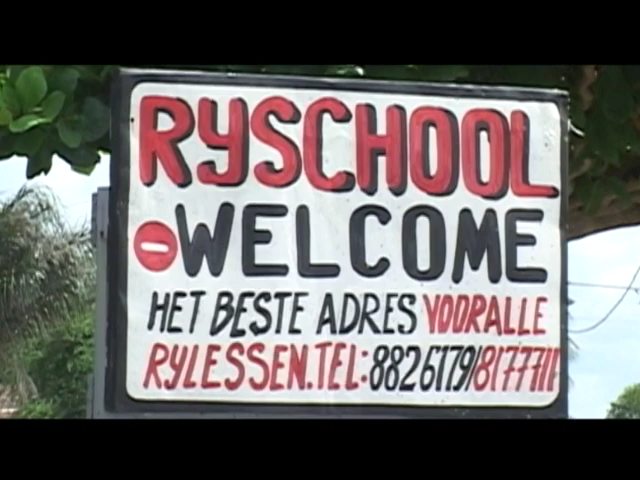 RYSCHOOL
WELCOME
HET BESTE ADRES VOORALLE
RYLESSEN.TEL:8826179/8177711